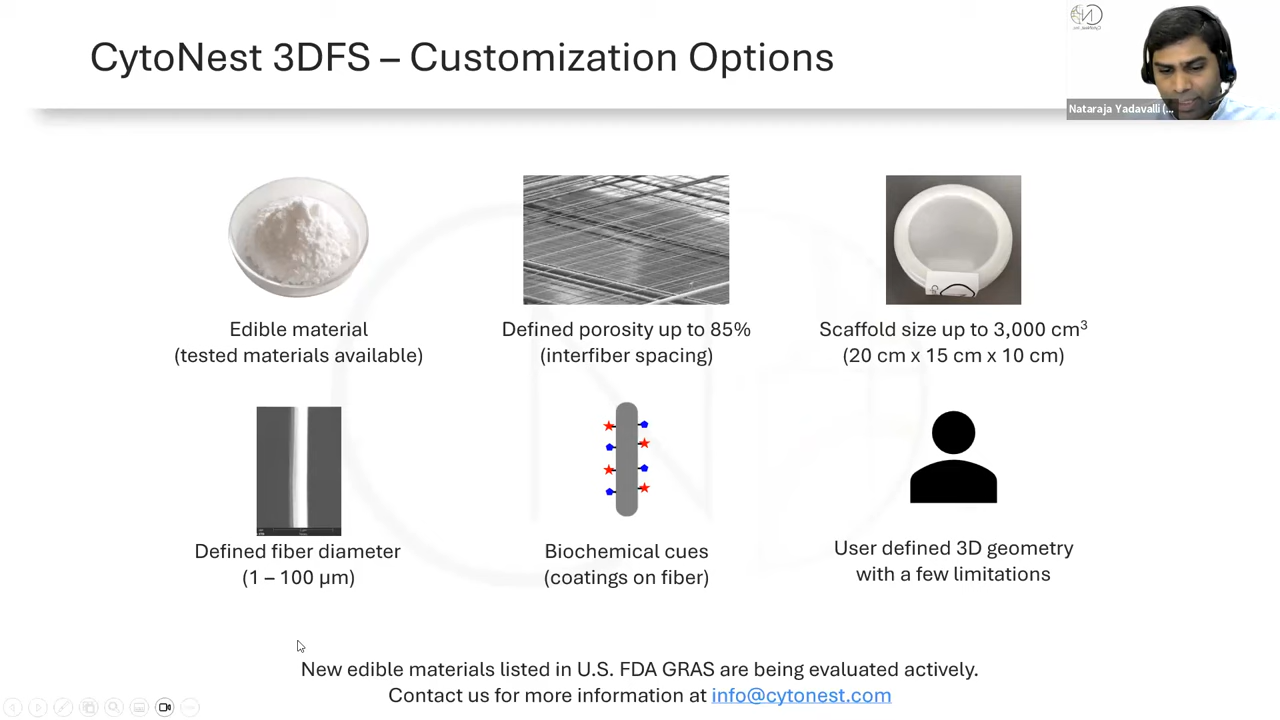 CytoNest 3DFS – Customization Options
Nataraja Yadavalli (...
Edible material
(tested materials available)
Defined porosity up to 85%
(interfiber spacing)
Scaffold size up to 3,000 cm³
(20 cm x 15 cm x 10 cm)
Defined fiber diameter
(1 – 100 µm)
Biochemical cues
(coatings on fiber)
User defined 3D geometry
with a few limitations
New edible materials listed in U.S. FDA GRAS are being evaluated actively.
Contact us for more information at info@cytonest.com